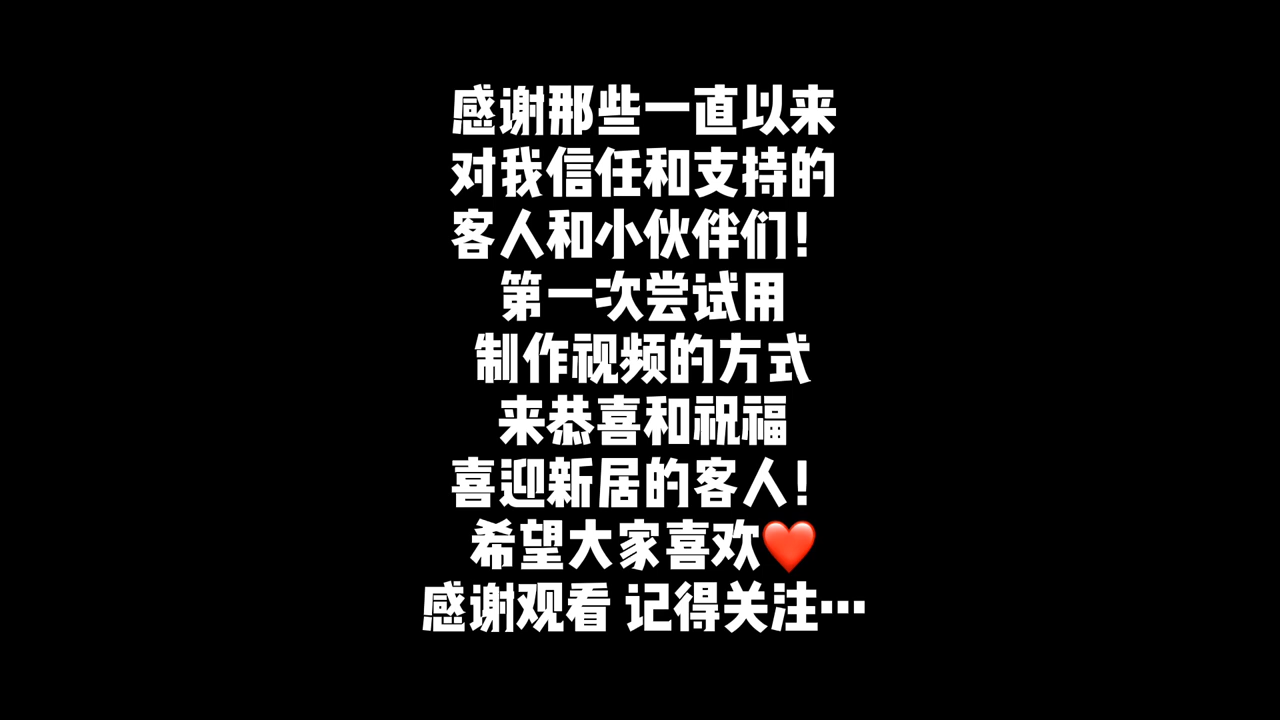 感谢那些一直以来
对我信任和支持的
客人和小伙伴们！
第一次尝试用
制作视频的方式
来恭喜和祝福
喜迎新居的客人！
希望大家喜欢❤️
感谢观看 记得关注…